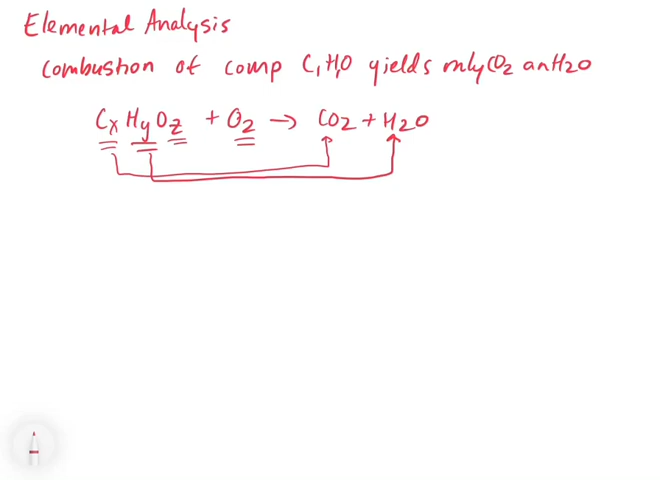 Elemental Analysis
combustion of comp C,H,O yields only CO2 an H2O
CxHyOz + O2 → CO2 + H2O